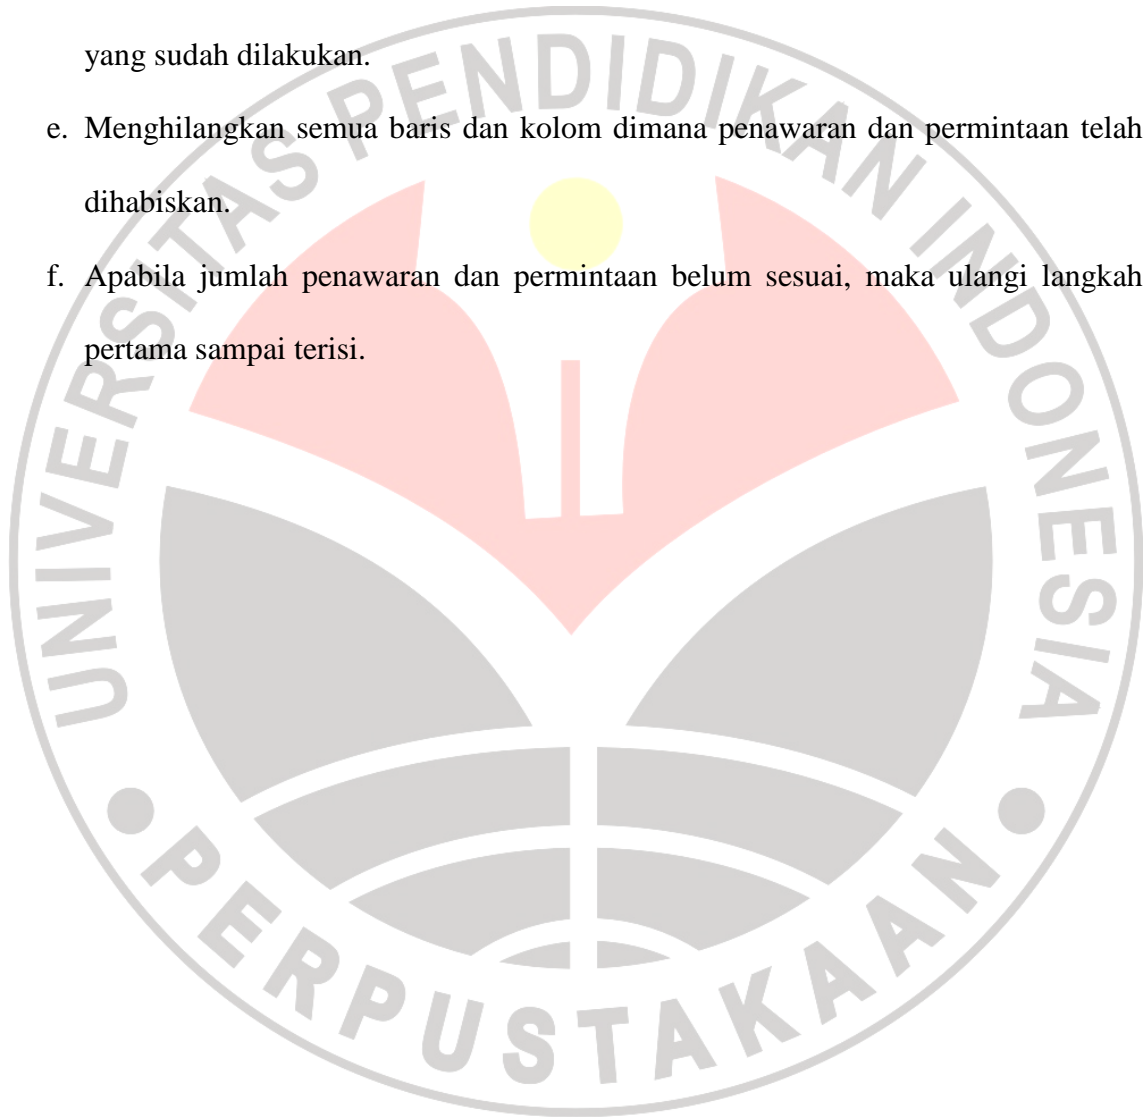 yang sudah dilakukan.
e. Menghilangkan semua baris dan kolom dimana penawaran dan permintaan telah
dihabiskan.
f. Apabila jumlah penawaran dan permintaan belum sesuai, maka ulangi langkah
pertama sampai terisi.
UNIVERSITAS PENDIDIKAN INDONESIA
PERPUSTAKAAN